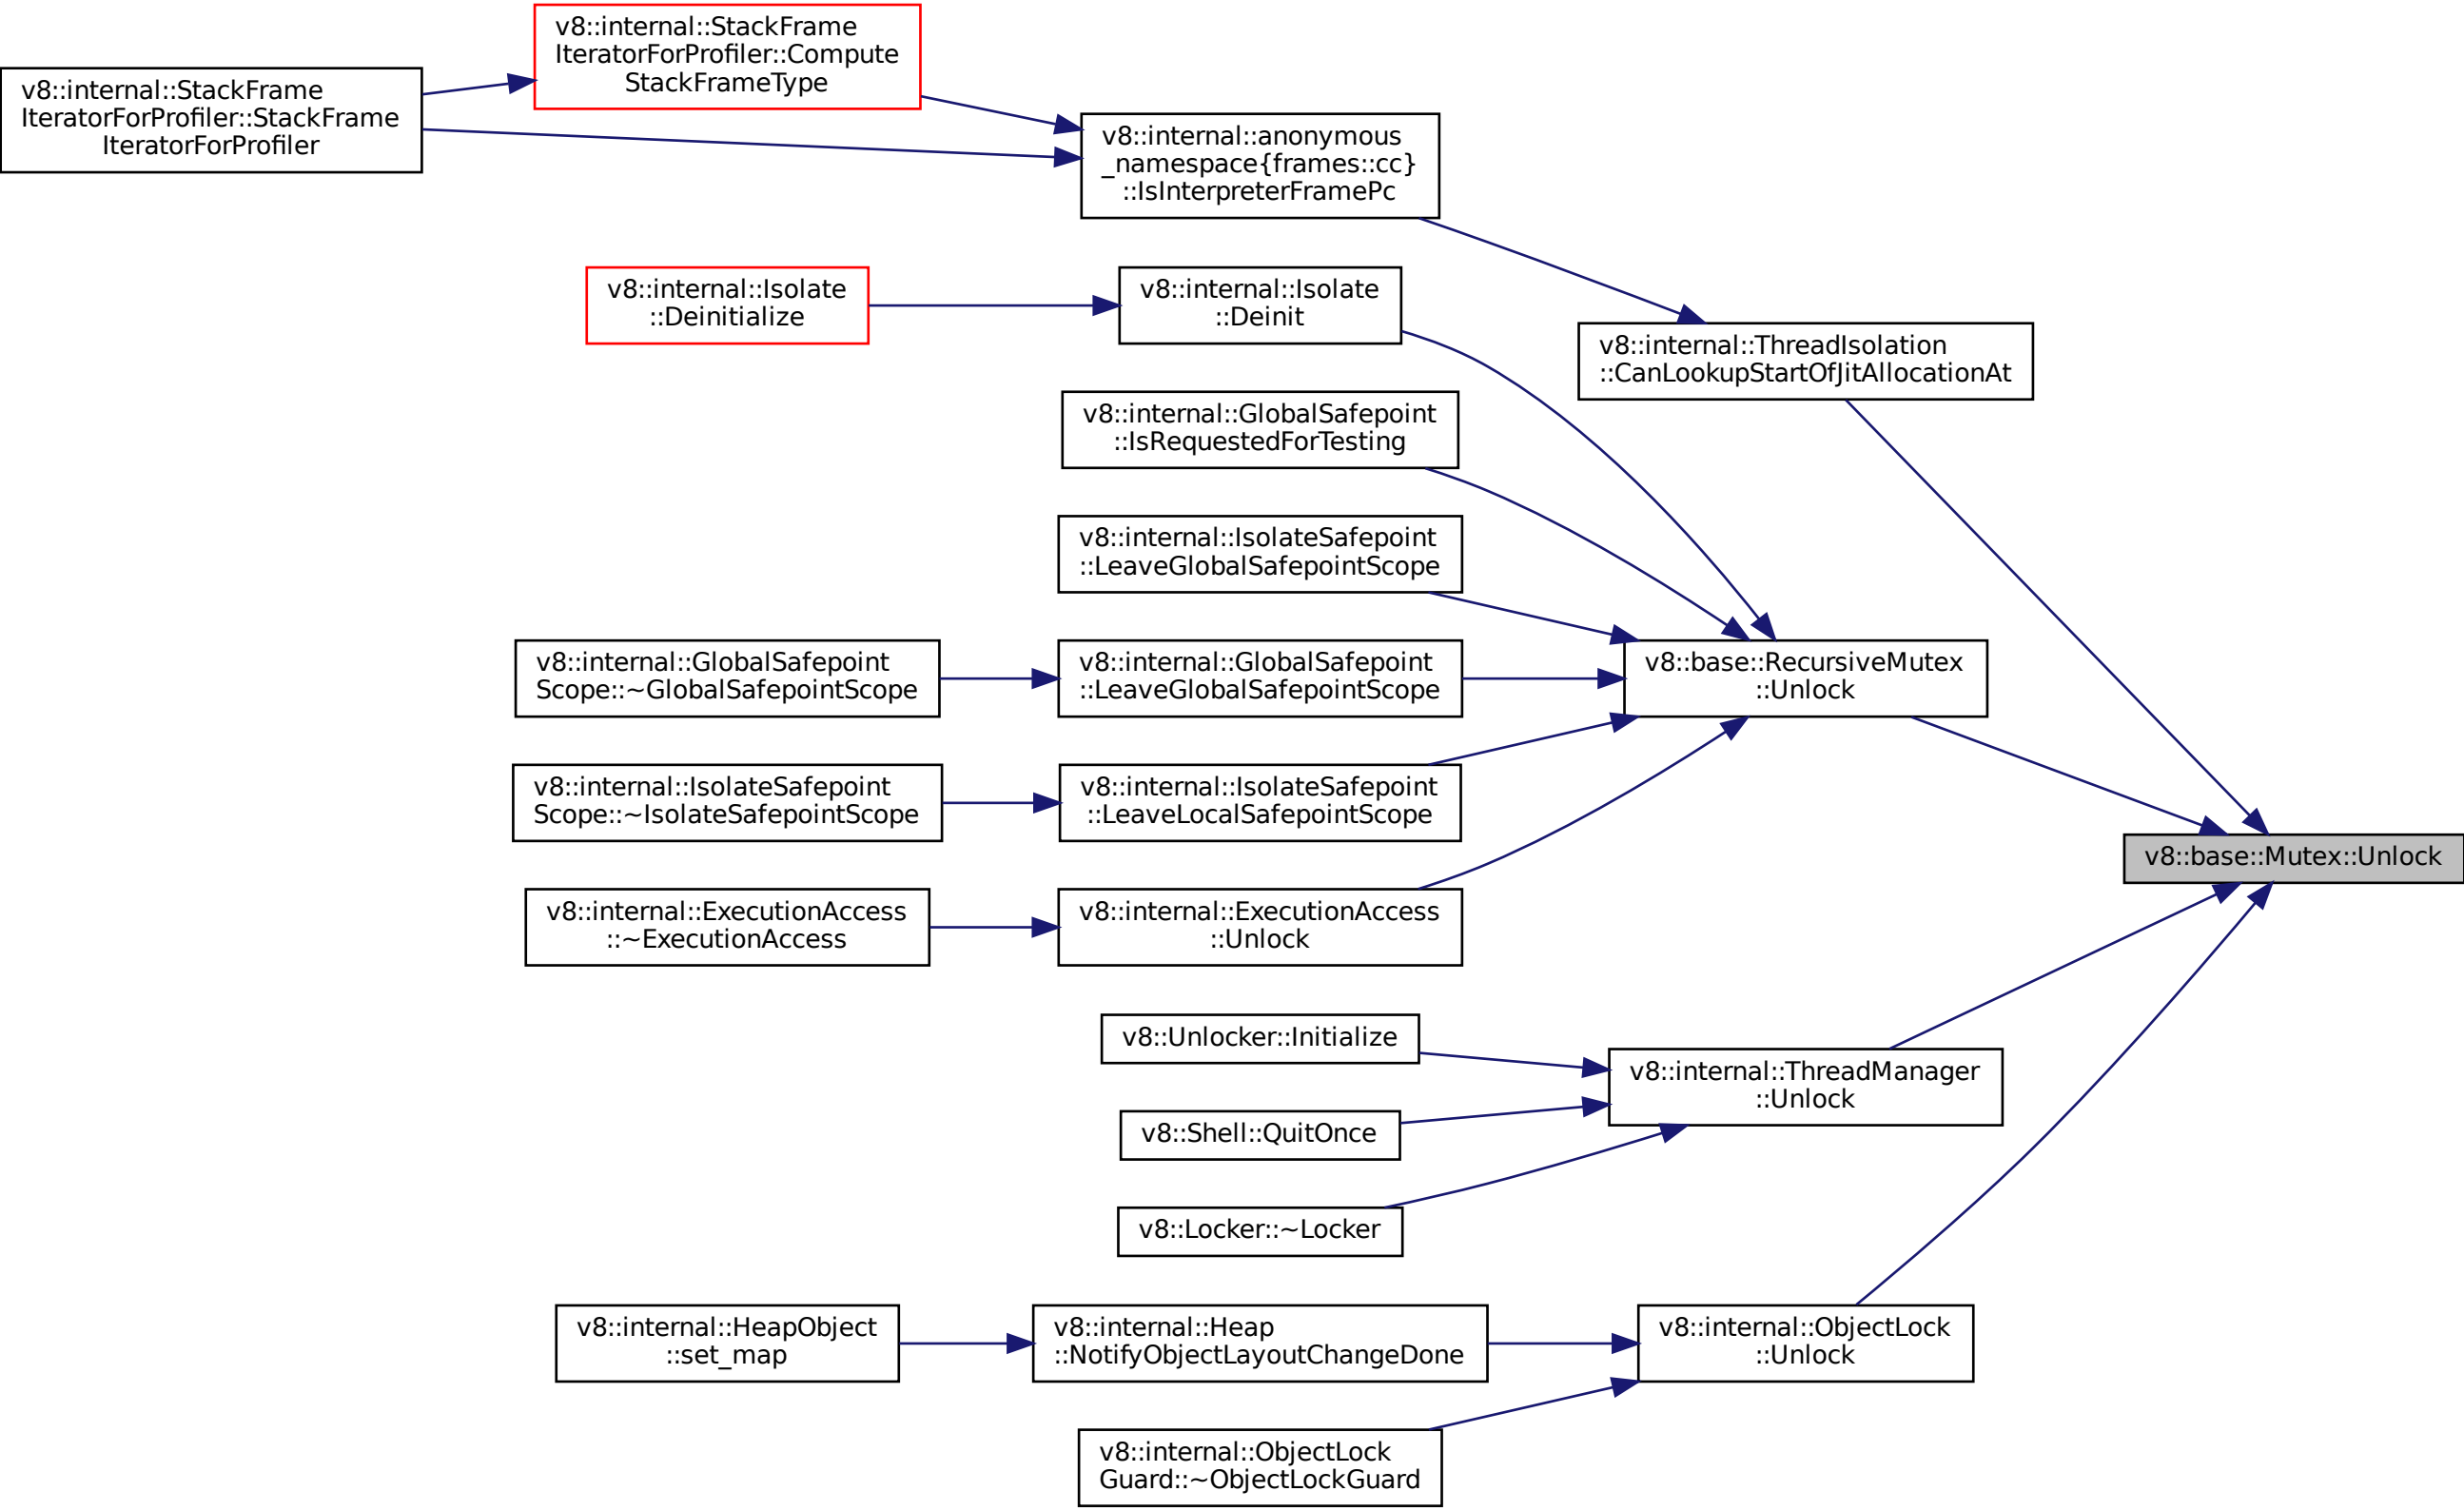 v8::internal::StackFrame
IteratorForProfiler::Compute
StackFrameType
v8::internal::StackFrame
IteratorForProfiler::StackFrame
IteratorForProfiler
v8::internal::anonymous
_namespace{frames::cc}
::IsInterpreterFramePc
v8::internal::Isolate
::Deinitialize
v8::internal::Isolate
::Deinit
v8::internal::ThreadIsolation
::CanLookupStartOfJitAllocationAt
v8::internal::GlobalSafepoint
::IsRequestedForTesting
v8::internal::IsolateSafepoint
::LeaveGlobalSafepointScope
v8::internal::GlobalSafepoint
Scope::~GlobalSafepointScope
v8::internal::GlobalSafepoint
::LeaveGlobalSafepointScope
v8::base::RecursiveMutex
::Unlock
v8::internal::IsolateSafepoint
Scope::~IsolateSafepointScope
v8::internal::IsolateSafepoint
::LeaveLocalSafepointScope
v8::base::Mutex::Unlock
v8::internal::ExecutionAccess
::~ExecutionAccess
v8::internal::ExecutionAccess
::Unlock
v8::Unlocker::Initialize
v8::internal::ThreadManager
::Unlock
v8::Shell::QuitOnce
v8::Locker::~Locker
v8::internal::HeapObject
::set_map
v8::internal::Heap
::NotifyObjectLayoutChangeDone
v8::internal::ObjectLock
::Unlock
v8::internal::ObjectLock
Guard::~ObjectLockGuard